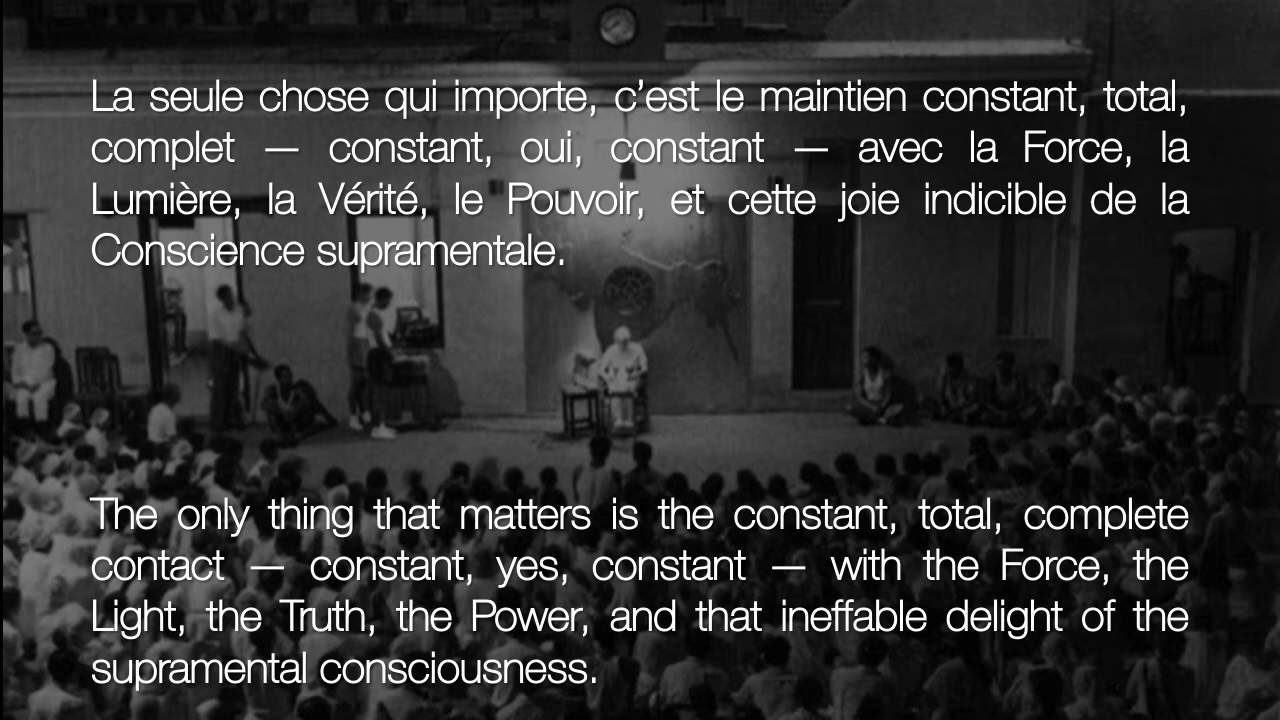 La seule chose qui importe, c’est le maintien constant, total,
complet — constant, oui, constant — avec la Force, la
Lumière, la Vérité, le Pouvoir, et cette joie indicible de la
Conscience supramentale.
The only thing that matters is the constant, total, complete
contact — constant, yes, constant — with the Force, the
Light, the Truth, the Power, and that ineffable delight of the
supramental consciousness.